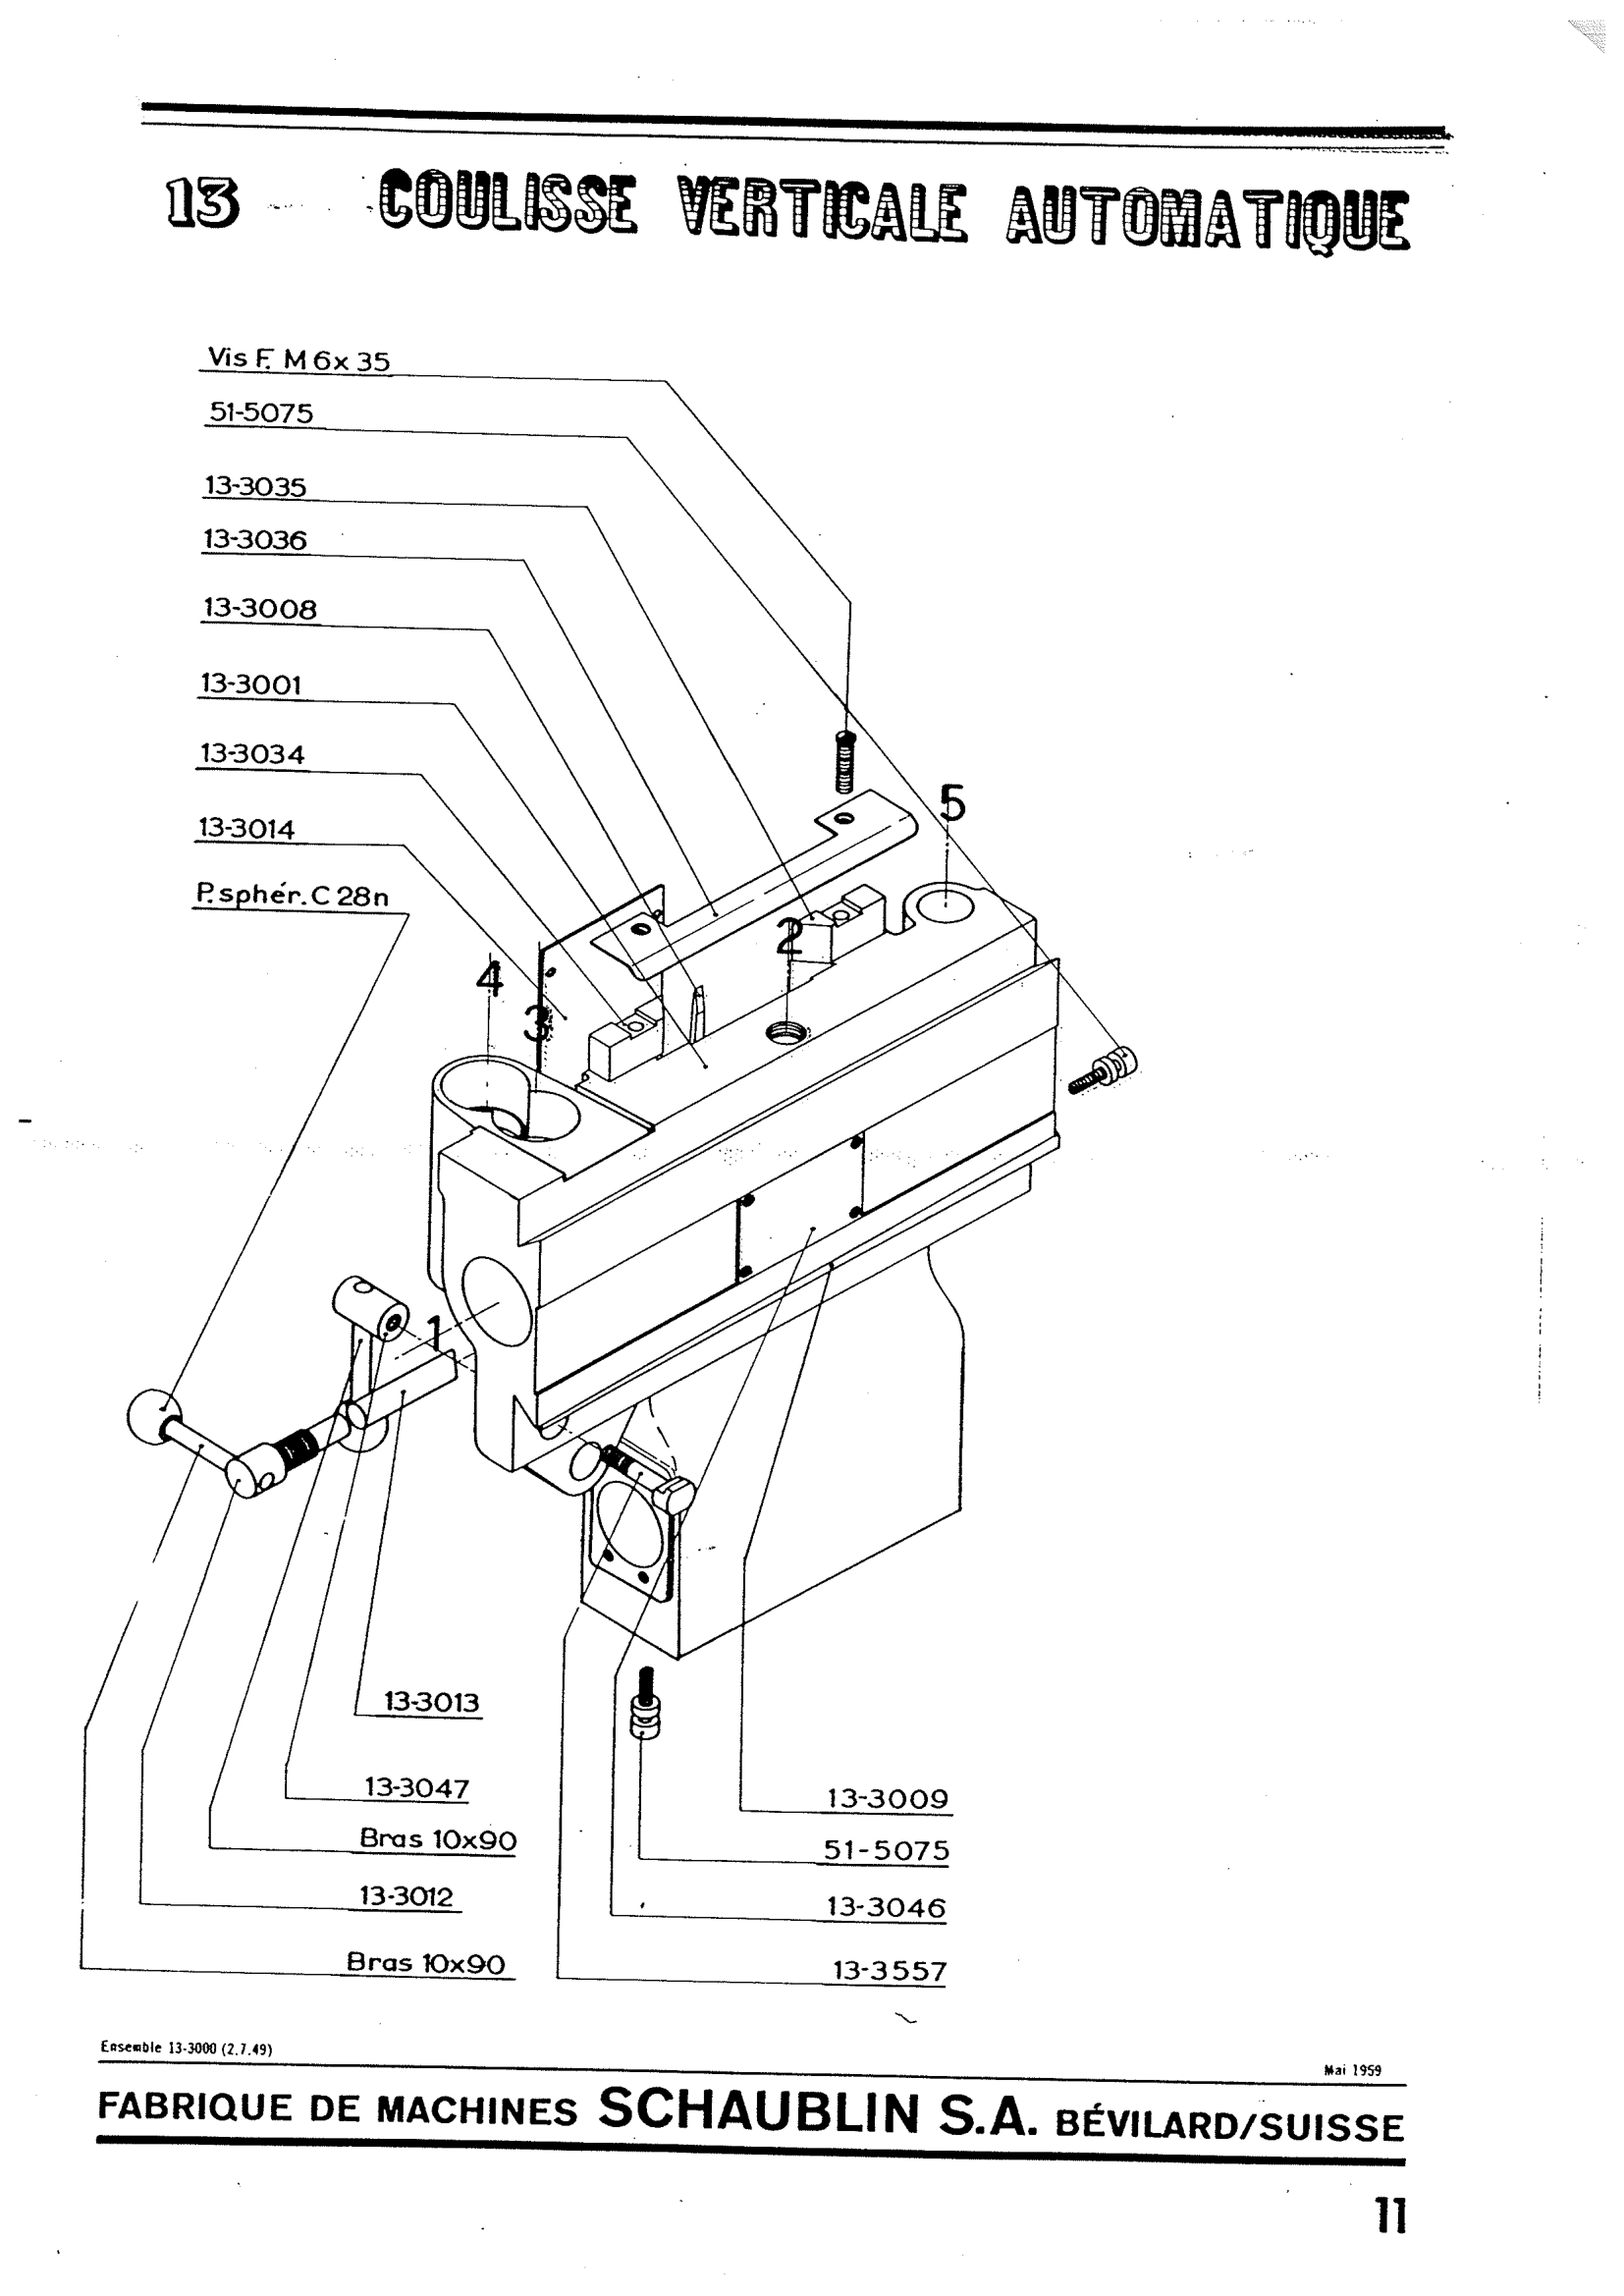 13 COULISSE VERTICALE AUTOMATIQUE
Vis F. M 6x 35
51-5075
13-3035
13-3036
13-3008
13-3001
13-3034
13-3014
P. sphér. C 28n
5
2
4
3
1
13-3013
13-3047
Bras 10x90
13-3012
Bras 10x90
13-3009
51-5075
13-3046
13-3557
Ensemble 13-3000 (2.7.49)
Mai 1959
FABRIQUE DE MACHINES SCHAUBLIN S.A. BÉVILARD/SUISSE
11